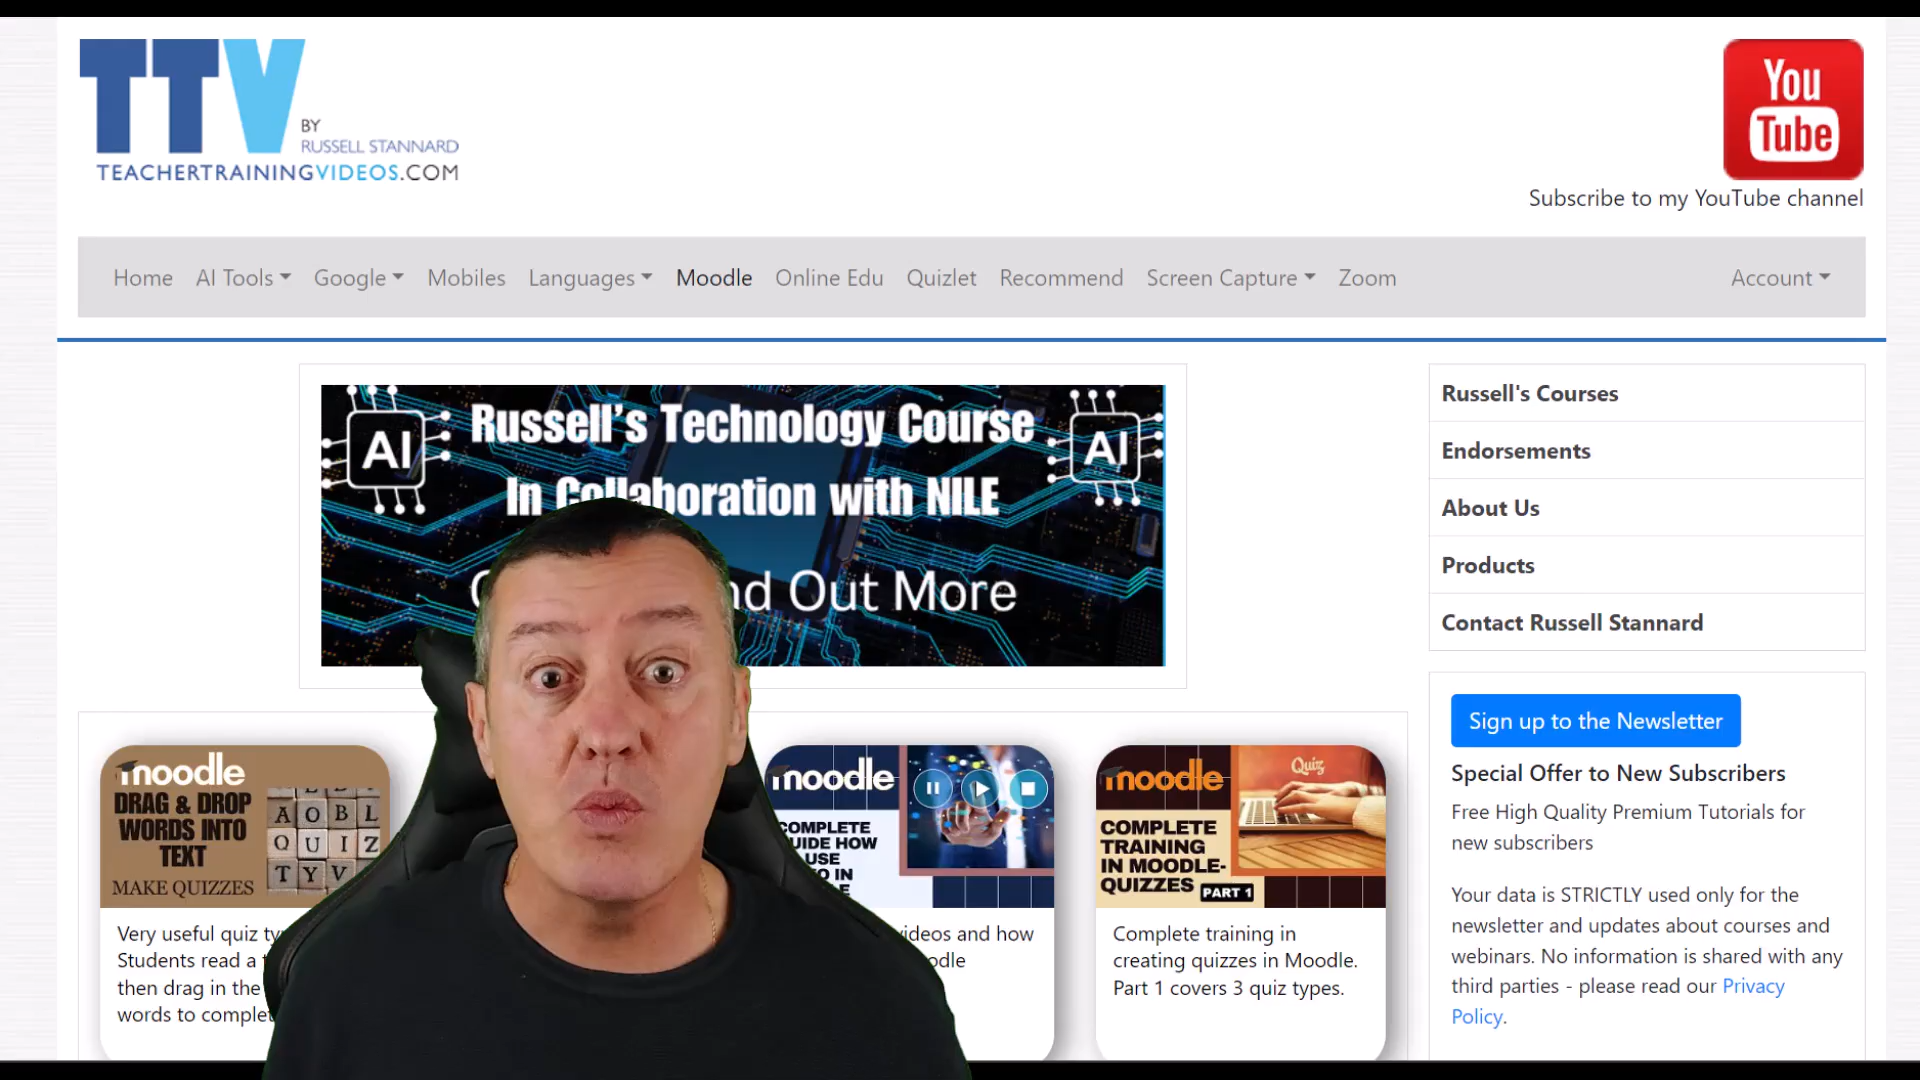 TTV
BY
RUSSELL STANNARD
TEACHERTRAININGVIDEOS.COM
You
Tube
Subscribe to my YouTube channel
Home AI Tools Google Mobiles Languages Moodle Online Edu Quizlet Recommend Screen Capture Zoom Account
AI Russell's Technology Course AI
In Collaboration with NILE
Out More
Russell's Courses
Endorsements
About Us
Products
Contact Russell Stannard
Sign up to the Newsletter
Special Offer to New Subscribers
Free High Quality Premium Tutorials for
new subscribers
Your data is STRICTLY used only for the
newsletter and updates about courses and
webinars. No information is shared with any
third parties - please read our Privacy
Policy.
moodle
DRAG & DROP
WORDS INTO
TEXT
MAKE QUIZZES
A O B L
Q U I Z
T Y V
Very useful quiz
Students read a
then drag in the
words to
moodle
COMPLETE
HOW
USE
IN
videos and how
moodle
Quiz
COMPLETE
TRAINING
IN MOODLE-
QUIZZES PART 1
Complete training in
creating quizzes in Moodle.
Part 1 covers 3 quiz types.